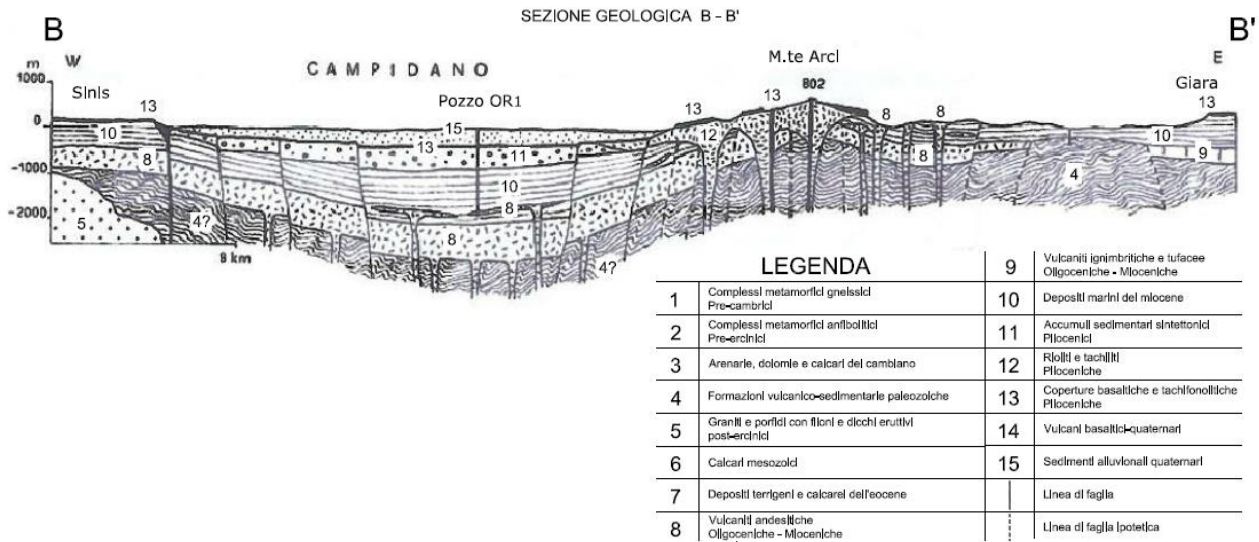 SEZIONE GEOLOGICA B - B'
B
B'
m
W
E
1000
0
-1000
-2000
Sinis
CAMPIDANO
Pozzo OR1
M.te Arci
802
Giara
13
10
8
5
4?
8 km
15
13
11
10
8
8
4?
13
12
13
8
8
8
4
13
10
9
LEGENDA
1 Complessi metamorfici gneissici
Pre-cambrici
2 Complessi metamorfici anfibolitici
Pre-ercinici
3 Arenarie, dolomie e calcari del cambiano
4 Formazioni vulcanico-sedimentarie paleozoiche
5 Graniti e porfidi con filoni e dicchi eruttivi
post-ercinici
6 Calcari mesozoici
7 Depositi terrigeni e calcarei dell'eocene
8 Vulcaniti andesitiche
Oligoceniche - Mioceniche
9 Vulcaniti ignimbritiche e tufacee
Oligoceniche - Mioceniche
10 Depositi marini del miocene
11 Accumuli sedimentari sintettonici
Pliocenici
12 Rioliti e tachiliti
Plioceniche
13 Coperture basaltiche e tachifonolitiche
Plioceniche
14 Vulcani basaltici-quaternari
15 Sedimenti alluvionali quaternari
Linea di faglia
Linea di faglia ipotetica